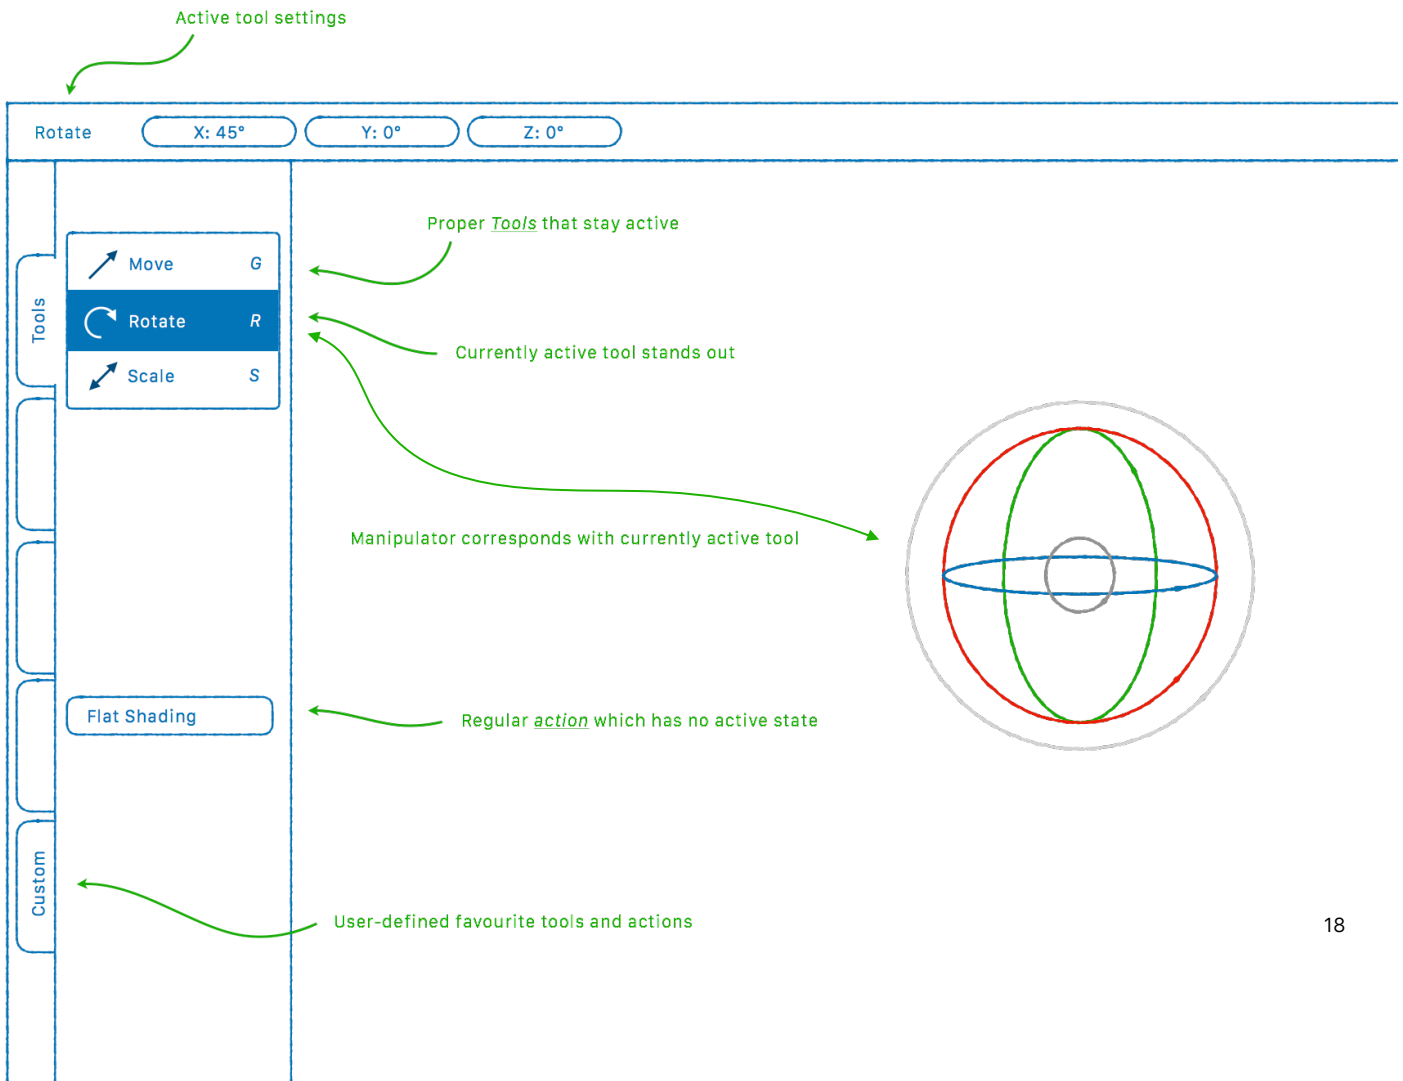 Active tool settings
Rotate X: 45° Y: 0° Z: 0°
Proper Tools that stay active
Move G
Tools
Rotate R
Currently active tool stands out
Scale S
Manipulator corresponds with currently active tool
Flat Shading
Regular action which has no active state
Custom
User-defined favourite tools and actions
18